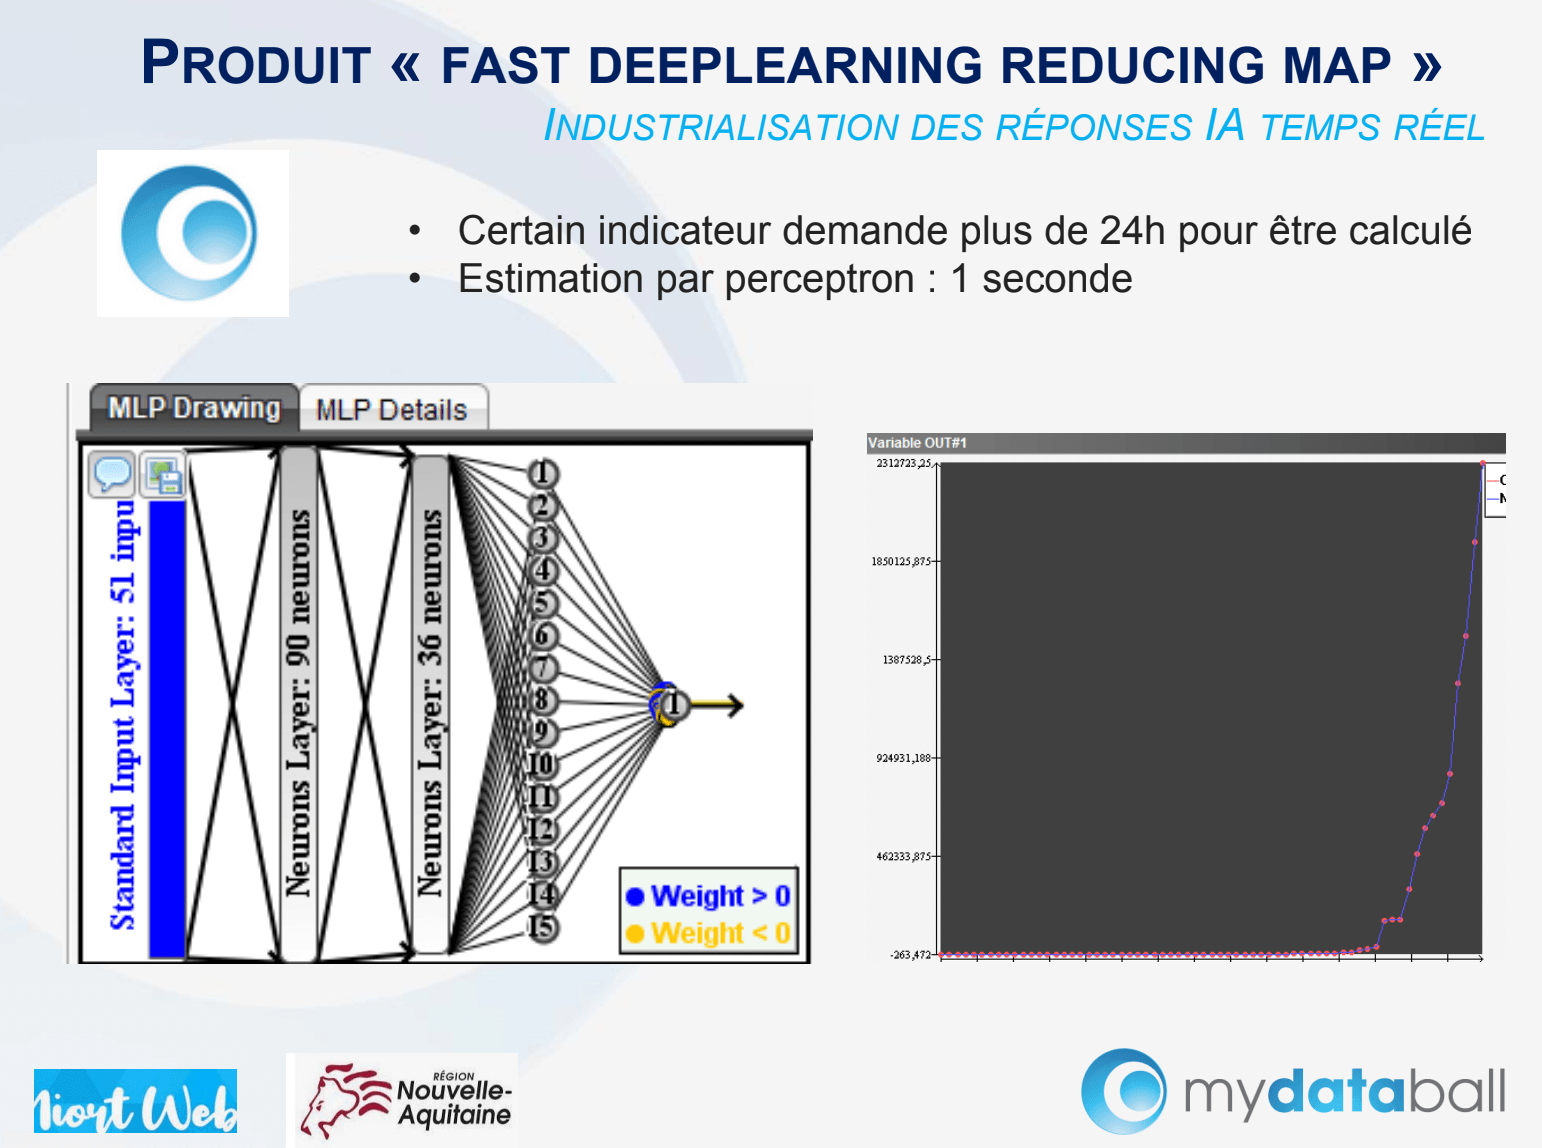 PRODUIT « FAST DEEPLEARNING REDUCING MAP »
INDUSTRIALISATION DES RÉPONSES IA TEMPS RÉEL
• Certain indicateur demande plus de 24h pour être calculé
• Estimation par perceptron : 1 seconde
MLP Drawing
MLP Details
Standard Input Layer: 51 inpu
Neurons Layer: 90 neurons
Neurons Layer: 36 neurons
1
2
3
4
5
6
7
8
9
10
11
12
13
14
15
1
Weight > 0
Weight < 0
Variable OUT#1
2312723,25
1850125,875
1387528,5
924931,188
462333,875
-263,472
Niort Web
RÉGION
Nouvelle-
Aquitaine
mydataball